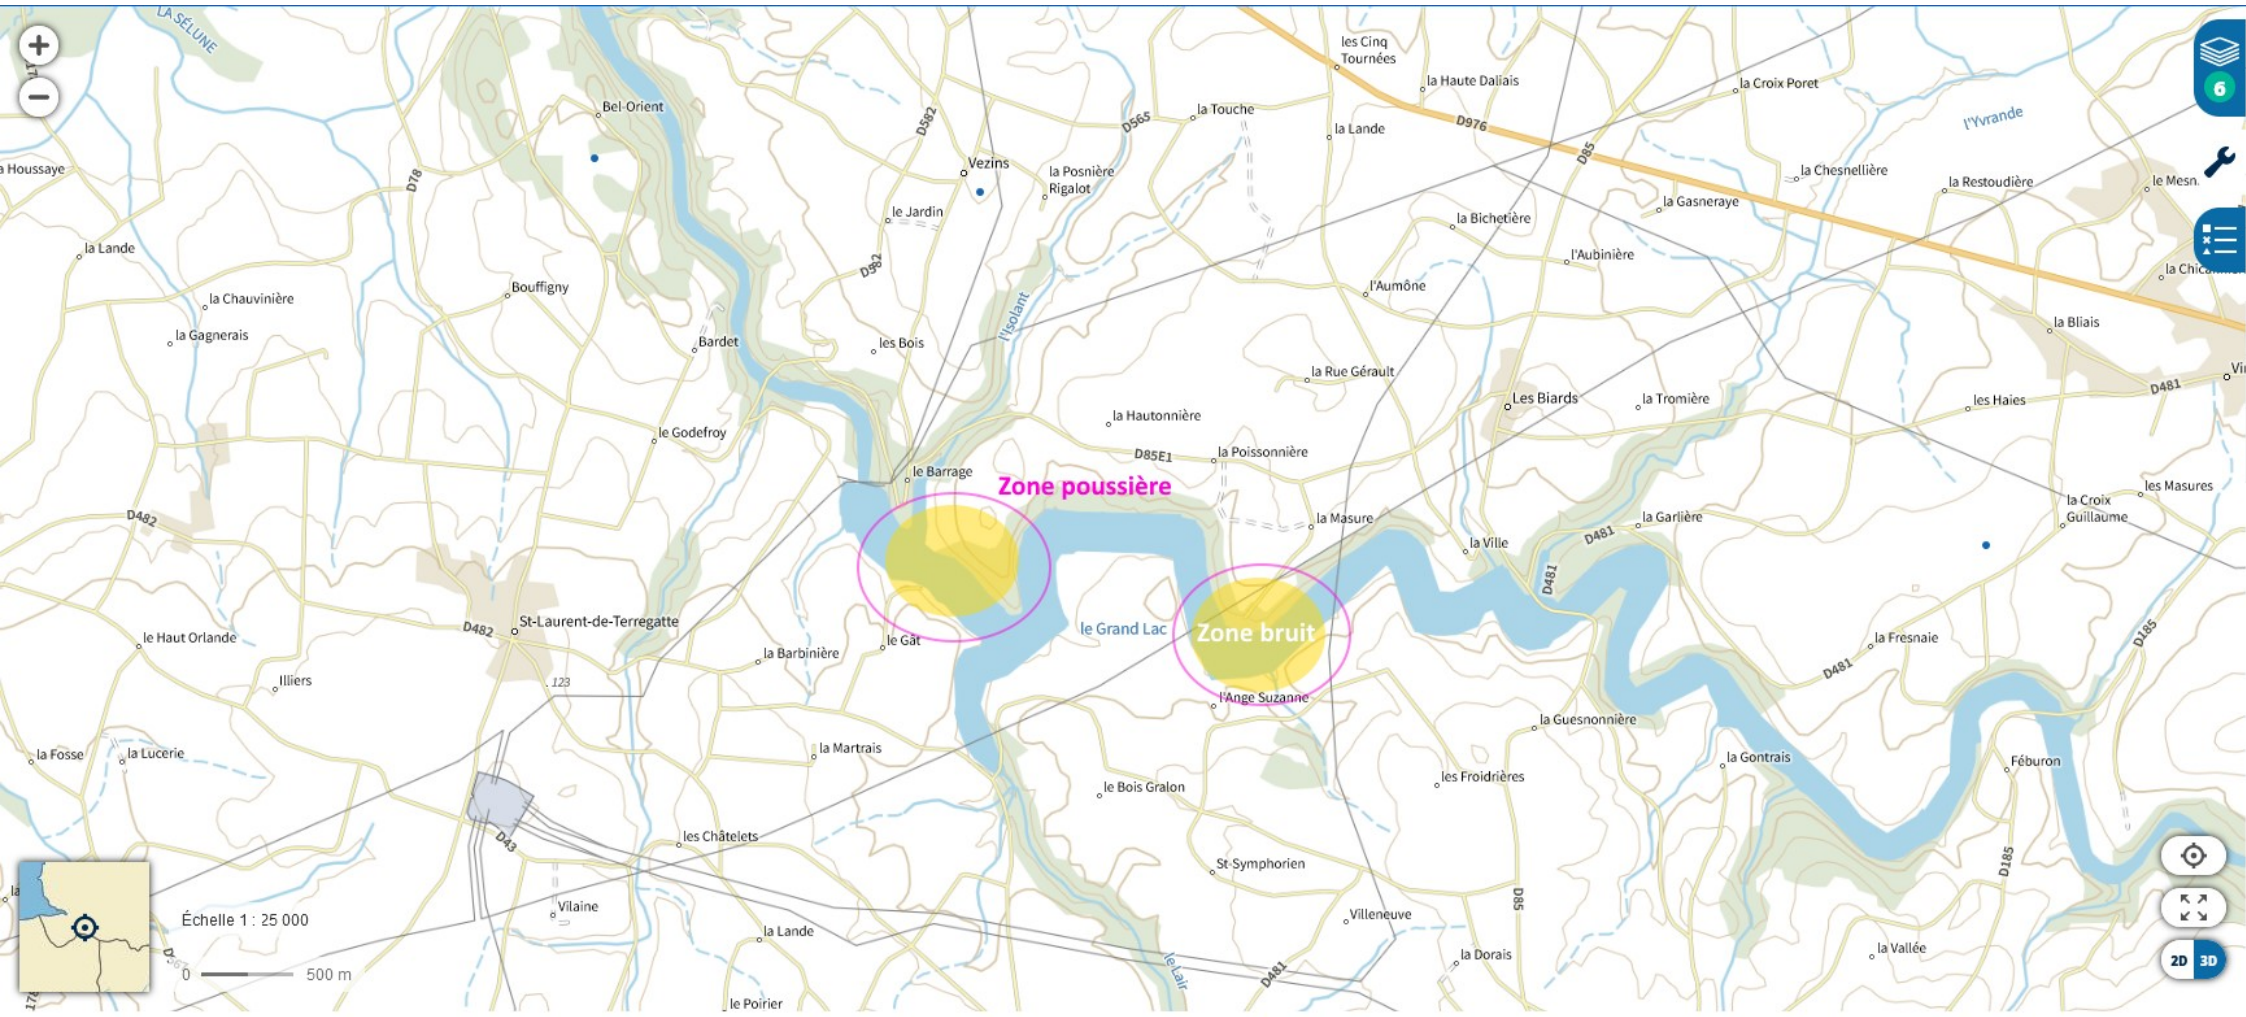 LA SÉLUNE
les Cinq
Tournées
la Haute Daliais
la Croix Poret
6
Bel-Orient
D582
D565
la Touche
la Lande
D976
D85
l'Yvrande
Houssaye
D78
Vezins
la Posnière
Rigalot
la Chesnellière
la Restoudière
le Mesn.
le Jardin
la Bichetière
la Gasneraye
la Lande
D582
l'Aubinière
Bouffigny
l'Aumône
la Chauvinière
l'Isolant
la Gagnerais
Bardet
les Bois
la Bliais
la Rue Gérault
D481
Les Biards
la Tromière
les Haies
la Hautonnière
le Godefroy
D85E1
la Poissonnière
le Barrage
Zone poussière
la Croix
Guillaume
les Masures
D482
la Masure
la Garlière
la Ville
D481
D481
St-Laurent-de-Terregatte
D482
le Haut Orlande
le Gât
le Grand Lac
Zone bruit
la Fresnaie
D185
la Barbinière
D481
Illiers
123
l'Ange Suzanne
la Guesnonnière
la Fosse
la Lucerie
la Martrais
la Gontrais
Féburon
le Bois Gralon
les Froidrières
D43
les Châtelets
St-Symphorien
D185
D85
Échelle 1 : 25 000
Vilaine
Villeneuve
la Lande
la Dorais
la Vallée
0 500 m
le Lair
D481
2D 3D
178
le Poirier